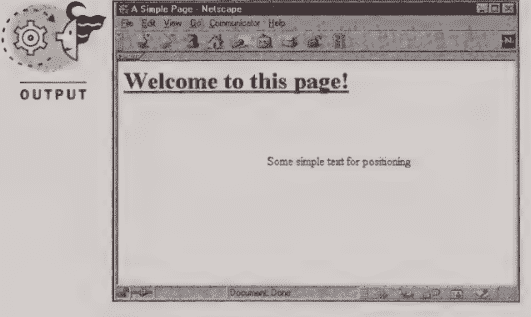 A Simple Page - Netscape
File Edit View Go Communicator Help
N
Welcome to this page!
OUTPUT
Some simple text for positioning
Document: Done